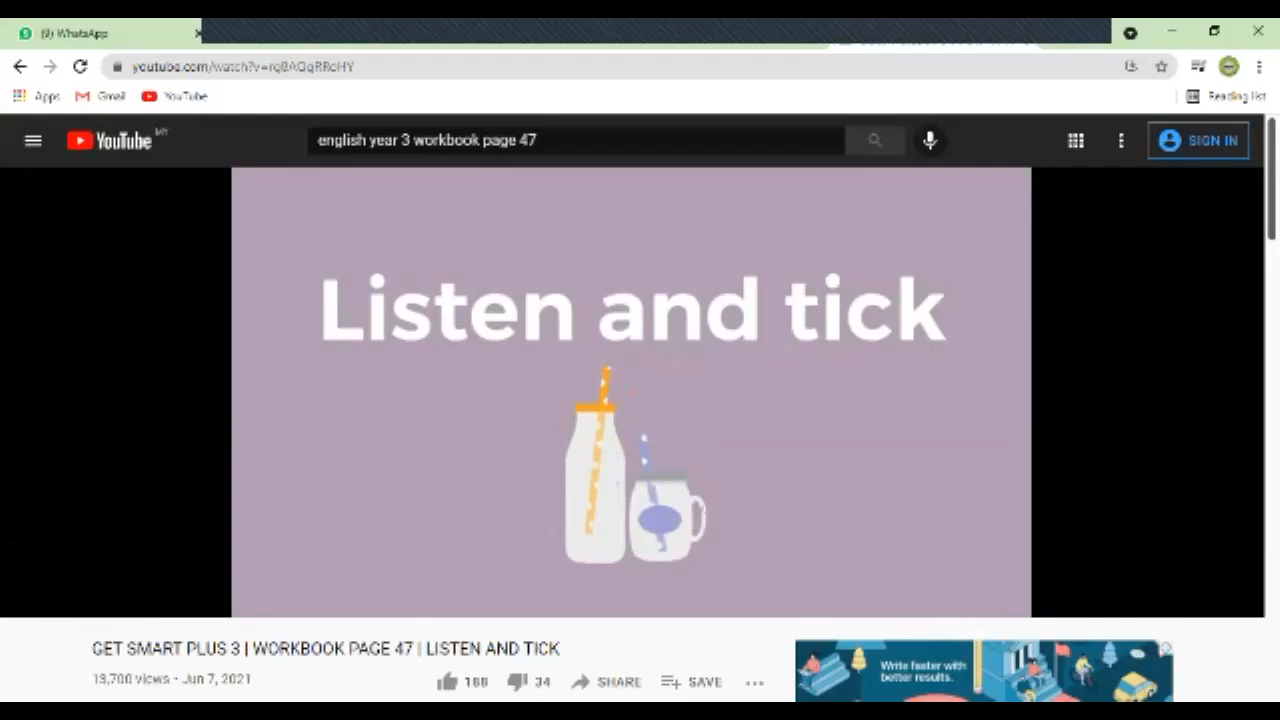 (9) WhatsApp
youtube.com/watch?v=
Apps Gmail YouTube Reading list
YouTube MY english year 3 workbook page 47 SIGN IN
Listen and tick
GET SMART PLUS 3 | WORKBOOK PAGE 47 | LISTEN AND TICK
13,700 views • Jun 7, 2021 188 34 SHARE SAVE
Write faster with
better results.